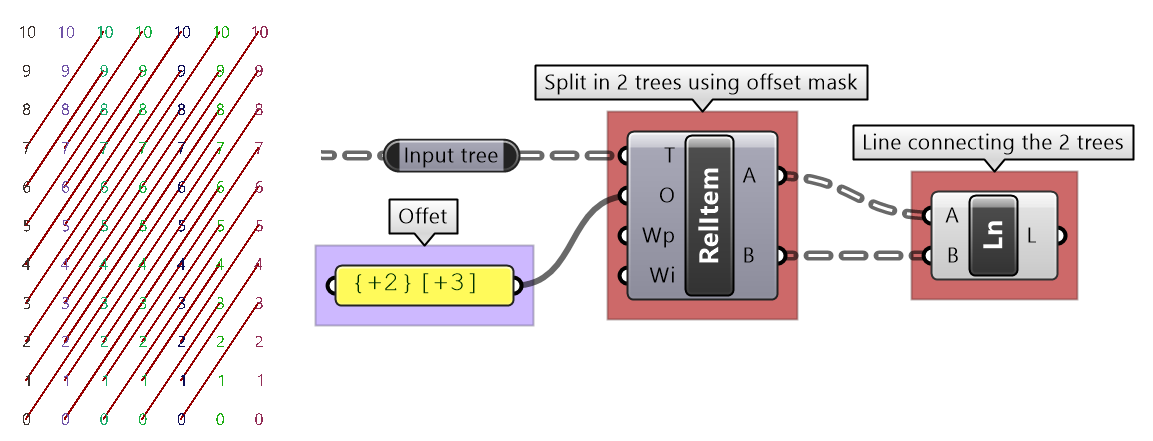 10 10 10 10 10 10 10
9 9 9 9 9 9 9
8 8 8 8 8 8 8
7 7 7 7 7 7 7
6 6 6 6 6 6 6
5 5 5 5 5 5 5
4 4 4 4 4 4 4
3 3 3 3 3 3 3
2 2 2 2 2 2 2
1 1 1 1 1 1 1
0 0 0 0 0 0 0
Split in 2 trees using offset mask
Line connecting the 2 trees
Input tree
Offet
{+2}[+3]
T
O
Wp
Wi
RelItem
A
B
A
B
Ln
L